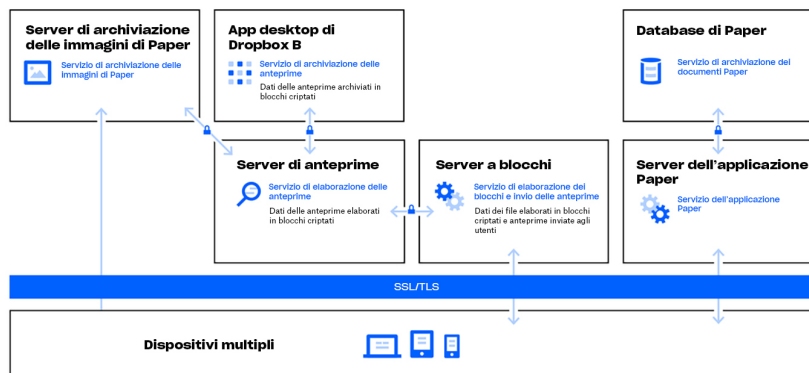 Server di archiviazione
delle immagini di Paper
Servizio di archiviazione delle
immagini di Paper
App desktop di
Dropbox B
Servizio di archiviazione delle
anteprime
Dati delle anteprime archiviati in
blocchi criptati
Database di Paper
Servizio di archiviazione dei
documenti Paper
Server di anteprime
Servizio di elaborazione delle
anteprime
Dati delle anteprime elaborati
in blocchi criptati
Server a blocchi
Servizio di elaborazione dei
blocchi e invio delle anteprime
Dati dei file elaborati in blocchi
criptati e anteprime inviate agli
utenti
Server dell'applicazione
Paper
Servizio dell'applicazione
Paper
SSL/TLS
Dispositivi multipli